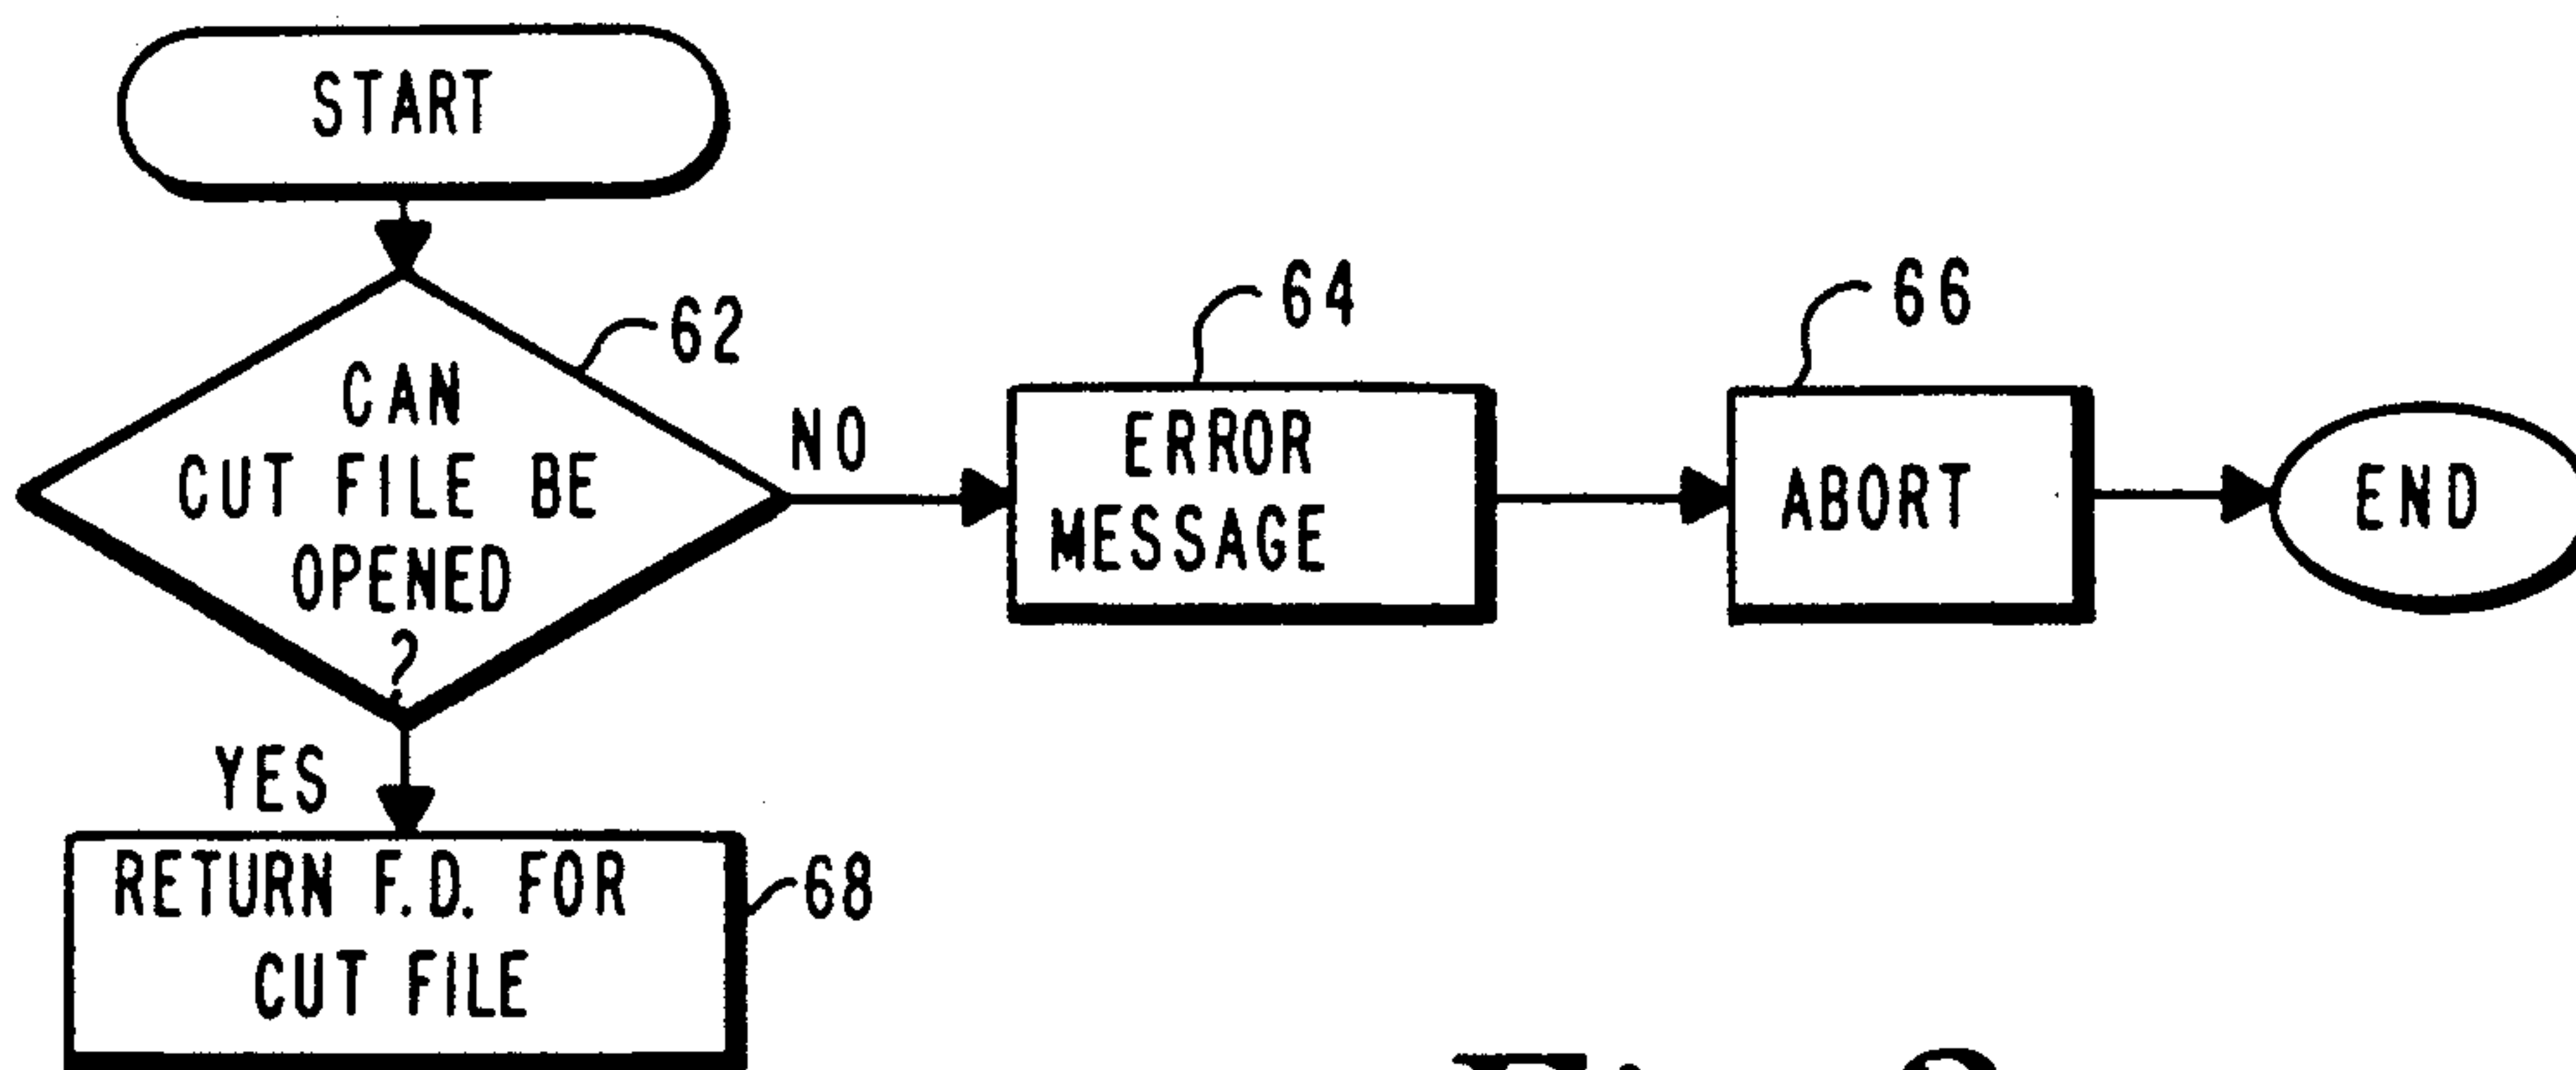 START
62
CAN
CUT FILE BE
OPENED
?
NO
64
ERROR
MESSAGE
66
ABORT
END
YES
RETURN F.D. FOR
CUT FILE
68